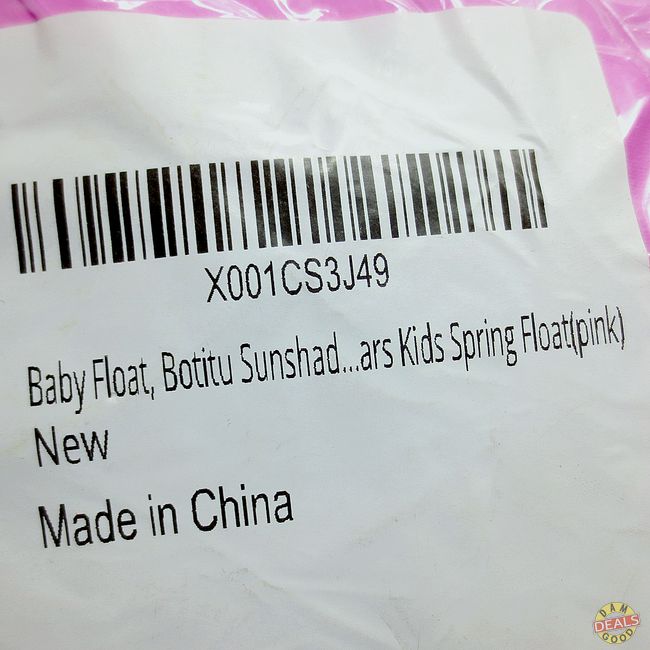 X001CS3J49
Baby Float, Botitu Sunshad...ars Kids Spring Float(pink)
New
Made in China
DAM
DEALS
GOOD